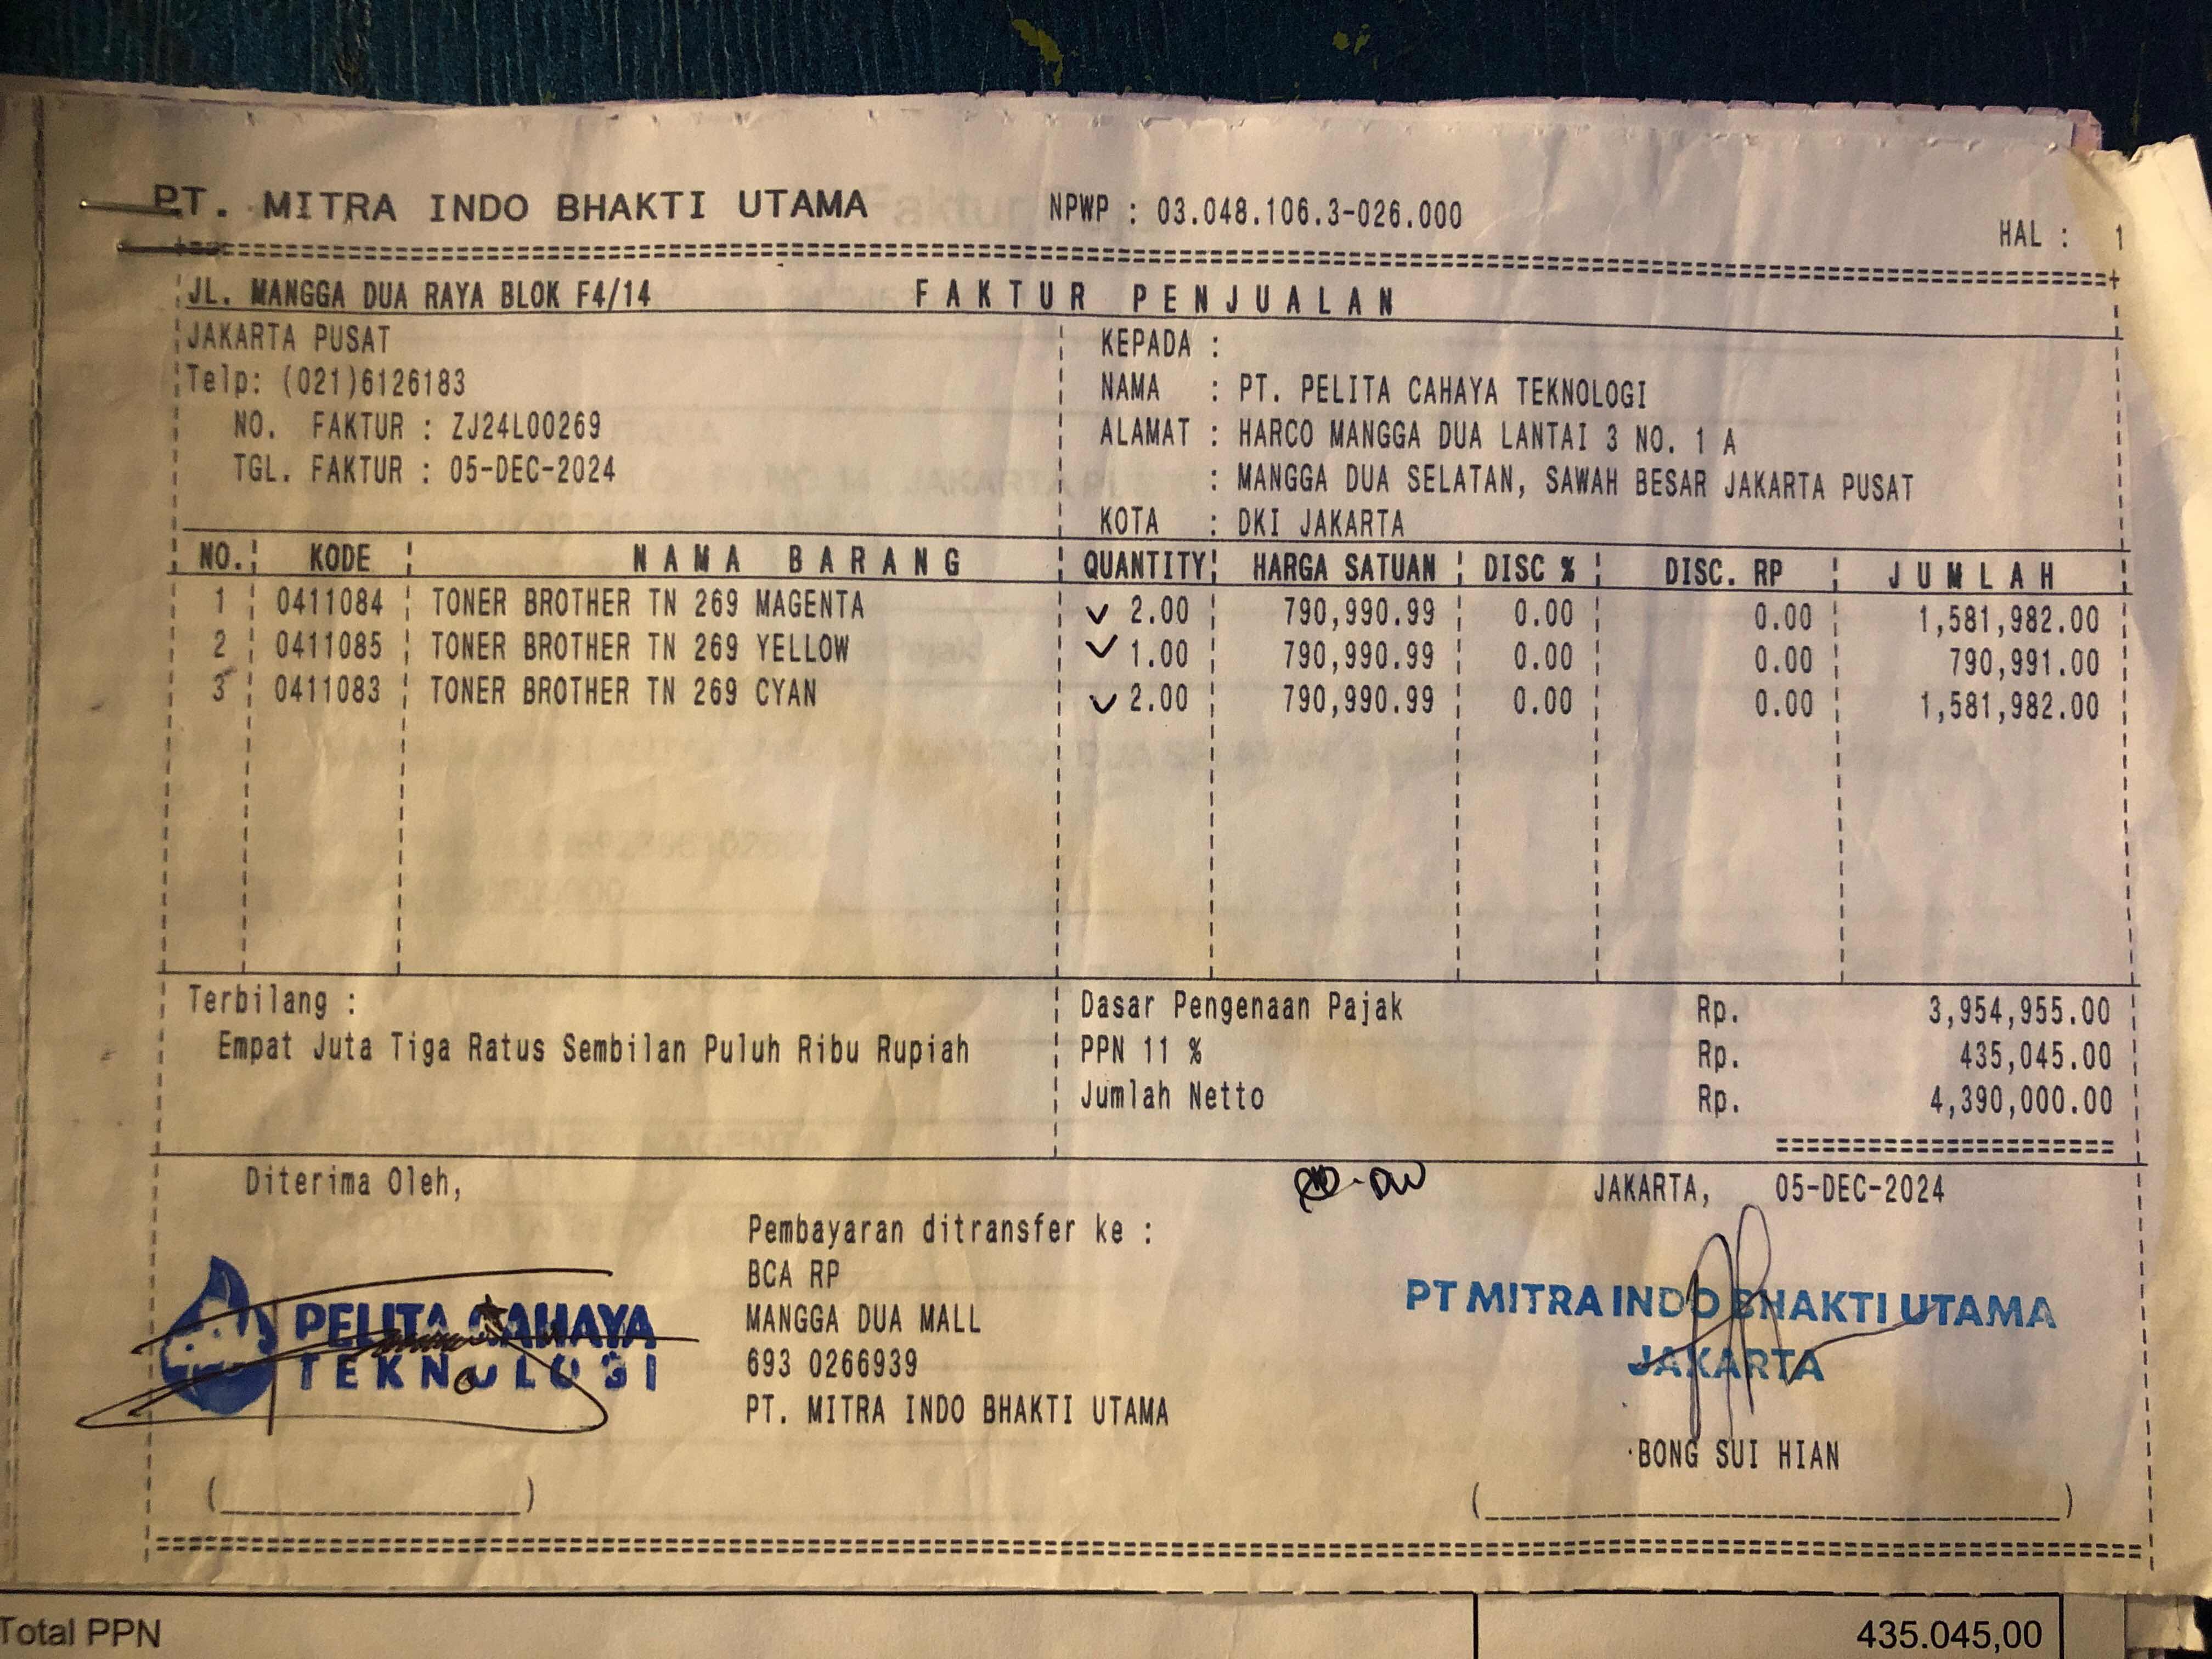 PT. MITRA INDO BHAKTI UTAMA NPWP : 03.048.106.3-026.000
HAL : 1
JL. MANGGA DUA RAYA BLOK F4/14 FAKTUR PENJUALAN
JAKARTA PUSAT
Telp: (021)6126183
NO. FAKTUR : ZJ24L00269
TGL. FAKTUR : 05-DEC-2024
KEPADA :
NAMA : PT. PELITA CAHAYA TEKNOLOGI
ALAMAT : HARCO MANGGA DUA LANTAI 3 NO. 1 A
: MANGGA DUA SELATAN, SAWAH BESAR JAKARTA PUSAT
KOTA : DKI JAKARTA
NO. KODE NAMA BARANG QUANTITY HARGA SATUAN DISC % DISC. RP JUMLAH
1 0411084 TONER BROTHER TN 269 MAGENTA 2.00 790,990.99 0.00 0.00 1,581,982.00
2 0411085 TONER BROTHER TN 269 YELLOW 1.00 790,990.99 0.00 0.00 790,991.00
3 0411083 TONER BROTHER TN 269 CYAN 2.00 790,990.99 0.00 0.00 1,581,982.00
Terbilang :
Empat Juta Tiga Ratus Sembilan Puluh Ribu Rupiah
Dasar Pengenaan Pajak Rp. 3,954,955.00
PPN 11 % Rp. 435,045.00
Jumlah Netto Rp. 4,390,000.00
Diterima Oleh,
JAKARTA, 05-DEC-2024
Pembayaran ditransfer ke :
BCA RP
MANGGA DUA MALL
693 0266939
PT. MITRA INDO BHAKTI UTAMA
PELITA CAHAYA
TEKNOLOGI
PT MITRA INDO BHAKTI UTAMA
JAKARTA
BONG SUI HIAN
Total PPN 435.045,00